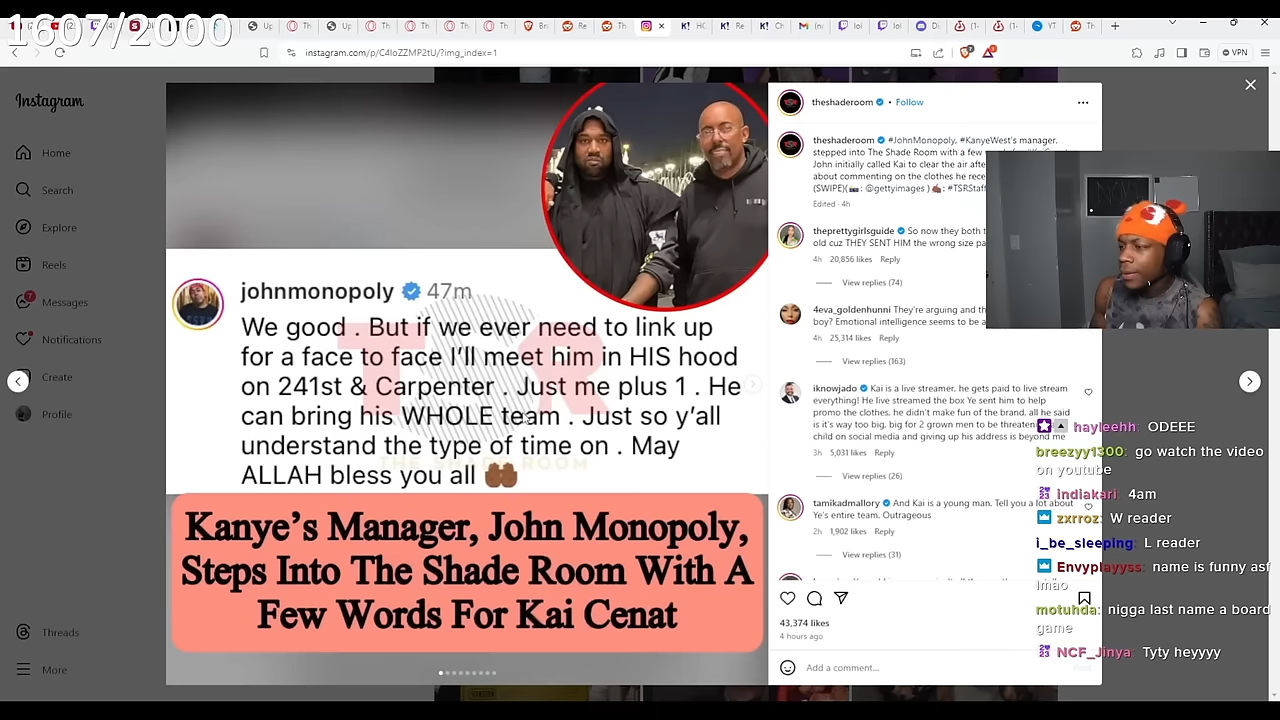 1607/2000
instagram.com/p/C4IoZZMP2tU/?img_index=1
VPN
Instagram
Home
Search
Explore
Reels
7
Messages
Notifications
Create
Profile
Threads
More
johnmonopoly 47m
We good . But if we ever need to link up
for a face to face I'll meet him in HIS hood
on 241st & Carpenter . Just me plus 1 . He
can bring his WHOLE team . Just so y'all
understand the type of time on . May
ALLAH bless you all
TSR
THE SHADE ROOM
Kanye's Manager, John Monopoly,
Steps Into The Shade Room With A
Few Words For Kai Cenat
theshaderoom • Follow
theshaderoom #JohnMonopoly, #KanyeWest's manager,
stepped into The Shade Room with a few
John initially called Kai to clear the air
about commenting on the clothes he
(SWIPE)( : @gettyimages ) :
Edited · 4h
theprettygirlsguide So now they both
old cuz THEY SENT HIM the wrong size
4h 20,856 likes Reply
View replies (74)
4eva_goldenhunni They're arguing and
boy? Emotional intelligence seems to be a
4h 25,314 likes Reply
View replies (163)
iknowjado Kai is a live streamer, he gets paid to live stream
everything! He live streamed the box Ye sent him to help
promo the clothes, he didn't make fun of the brand. all he said
is it's way too big, big for 2 grown men to be
child on social media and giving up his address is beyond me
3h 5,031 likes Reply
View replies (26)
tamikadmallory And Kai is a young man. Tell you a lot about
Ye's entire team. Outrageous
2h 1,902 likes Reply
View replies (31)
43,374 likes
4 hours ago
Add a comment...
hayleehh: ODEEE
breezyy1300: go watch the video
on youtube
indiakari: 4am
zxrroz: W reader
i_be_sleeping: L reader
Envyplayyss: name is funny asf
lmao
motuhda: nigga last name a board
game
NCF_Jinya: Tyty heyyyy